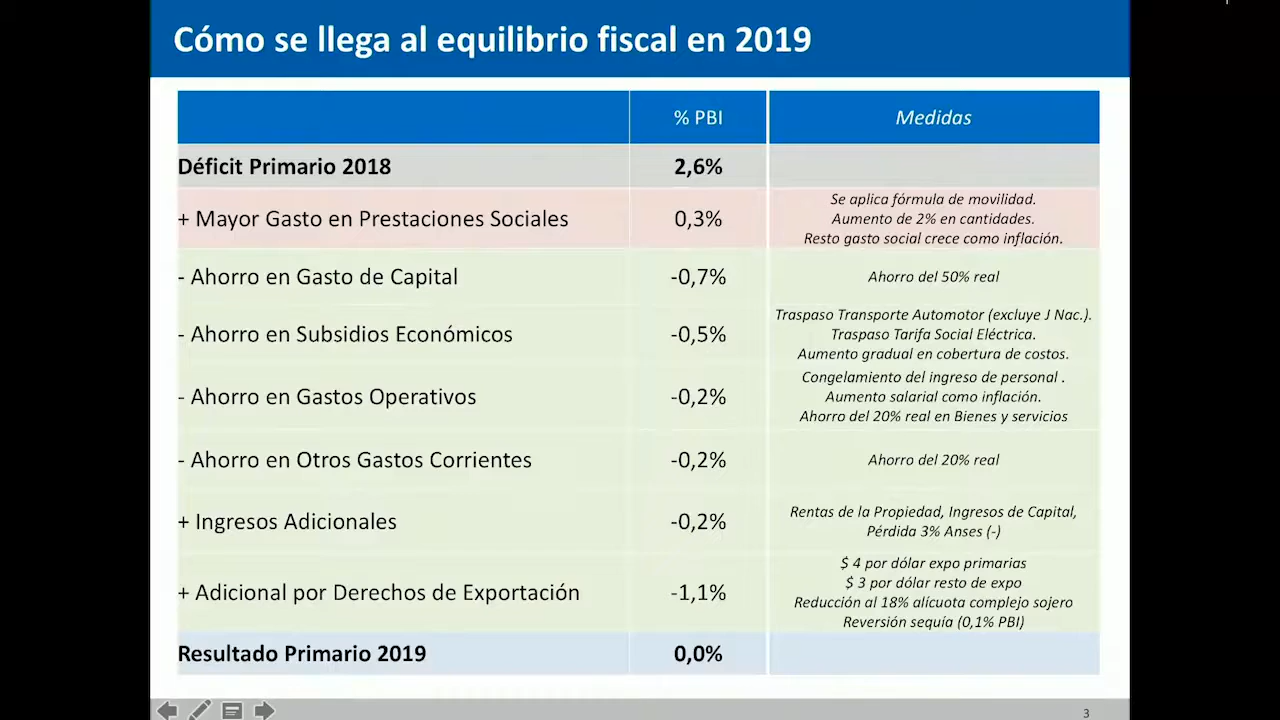 Cómo se llega al equilibrio fiscal en 2019
% PBI
Medidas
Déficit Primario 2018
2,6%
+ Mayor Gasto en Prestaciones Sociales
0,3%
Se aplica fórmula de movilidad.
Aumento de 2% en cantidades.
Resto gasto social crece como inflación.
- Ahorro en Gasto de Capital
-0,7%
Ahorro del 50% real
- Ahorro en Subsidios Económicos
-0,5%
Traspaso Transporte Automotor (excluye J Nac.).
Traspaso Tarifa Social Eléctrica.
Aumento gradual en cobertura de costos.
- Ahorro en Gastos Operativos
-0,2%
Congelamiento del ingreso de personal .
Aumento salarial como inflación.
Ahorro del 20% real en Bienes y servicios
- Ahorro en Otros Gastos Corrientes
-0,2%
Ahorro del 20% real
+ Ingresos Adicionales
-0,2%
Rentas de la Propiedad, Ingresos de Capital,
Pérdida 3% Anses (-)
+ Adicional por Derechos de Exportación
-1,1%
$ 4 por dólar expo primarias
$ 3 por dólar resto de expo
Reducción al 18% alícuota complejo sojero
Reversión sequía (0,1% PBI)
Resultado Primario 2019
0,0%
3